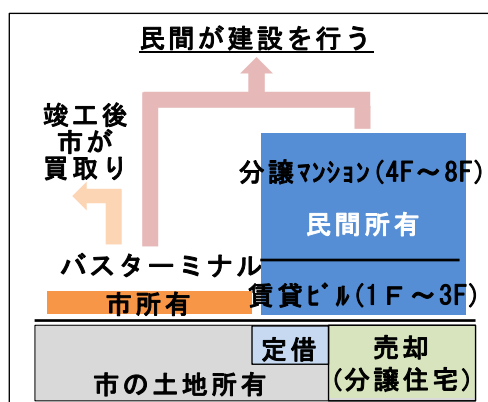 民間が建設を行う
竣工後
市が
買取り
分譲ﾏﾝｼｮﾝ(4F～8F)
民間所有
バスターミナル
賃貸ﾋﾞﾙ(1F～3F)
市所有
定借
売却
(分譲住宅)
市の土地所有